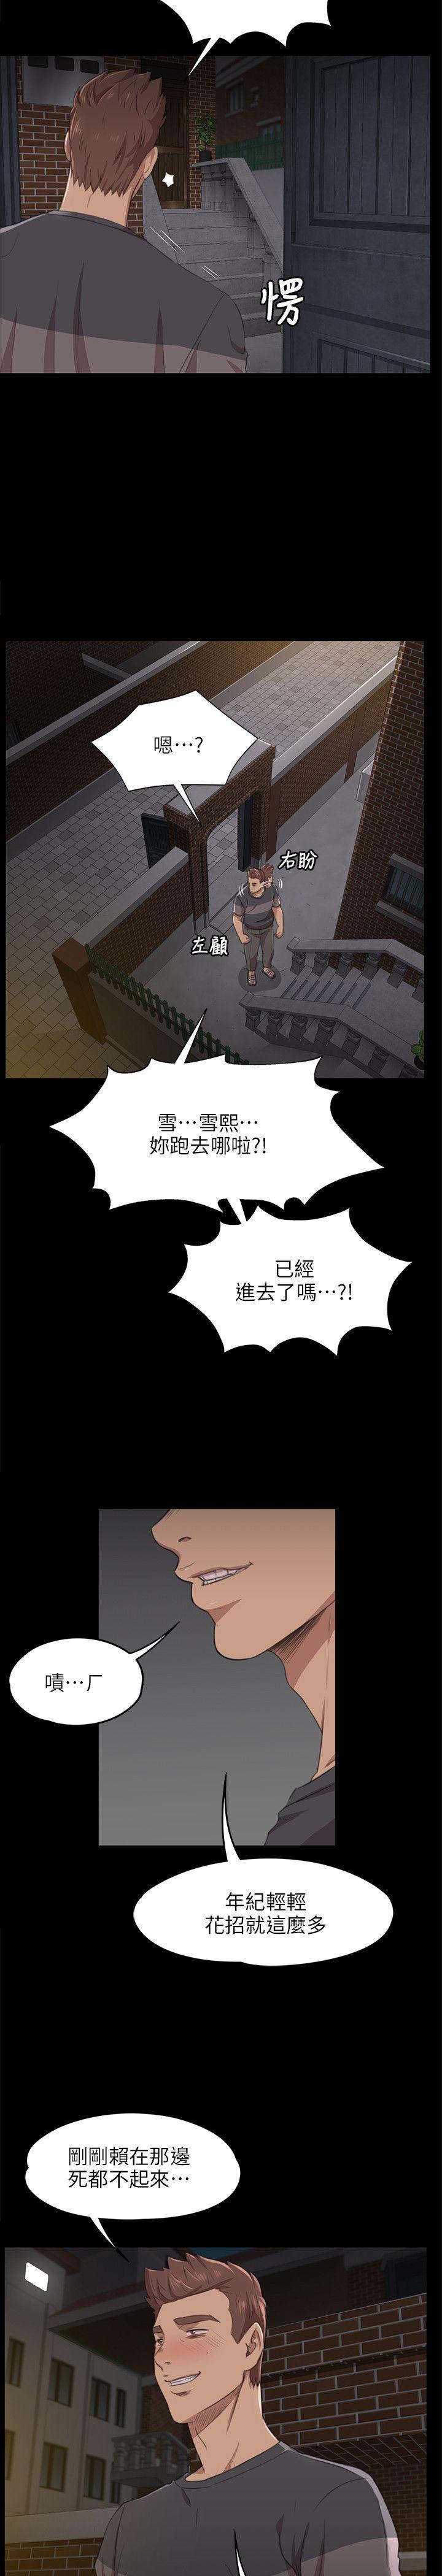 愣
嗯…?
右盼
左顧
雪…雪熙…
妳跑去哪啦?!
已經
進去了嗎…?!
嘖…ㄏ
年紀輕輕
花招就這麼多
剛剛賴在那邊
死都不起來…